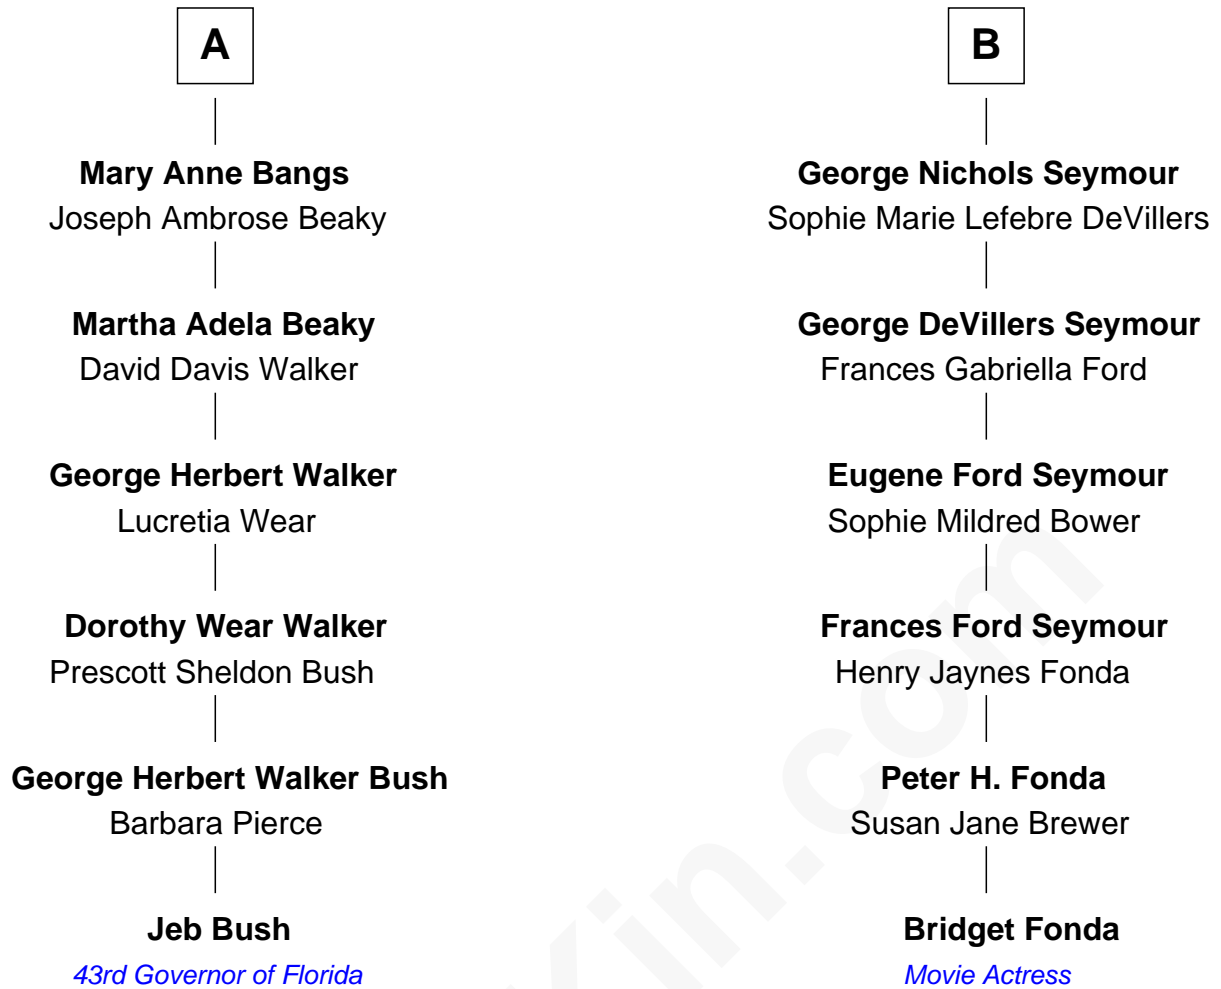 A
Mary Anne Bangs
Joseph Ambrose Beaky
Martha Adela Beaky
David Davis Walker
George Herbert Walker
Lucretia Wear
Dorothy Wear Walker
Prescott Sheldon Bush
George Herbert Walker Bush
Barbara Pierce
Jeb Bush
43rd Governor of Florida
B
George Nichols Seymour
Sophie Marie Lefebre DeVillers
George DeVillers Seymour
Frances Gabriella Ford
Eugene Ford Seymour
Sophie Mildred Bower
Frances Ford Seymour
Henry Jaynes Fonda
Peter H. Fonda
Susan Jane Brewer
Bridget Fonda
Movie Actress
Kin.com